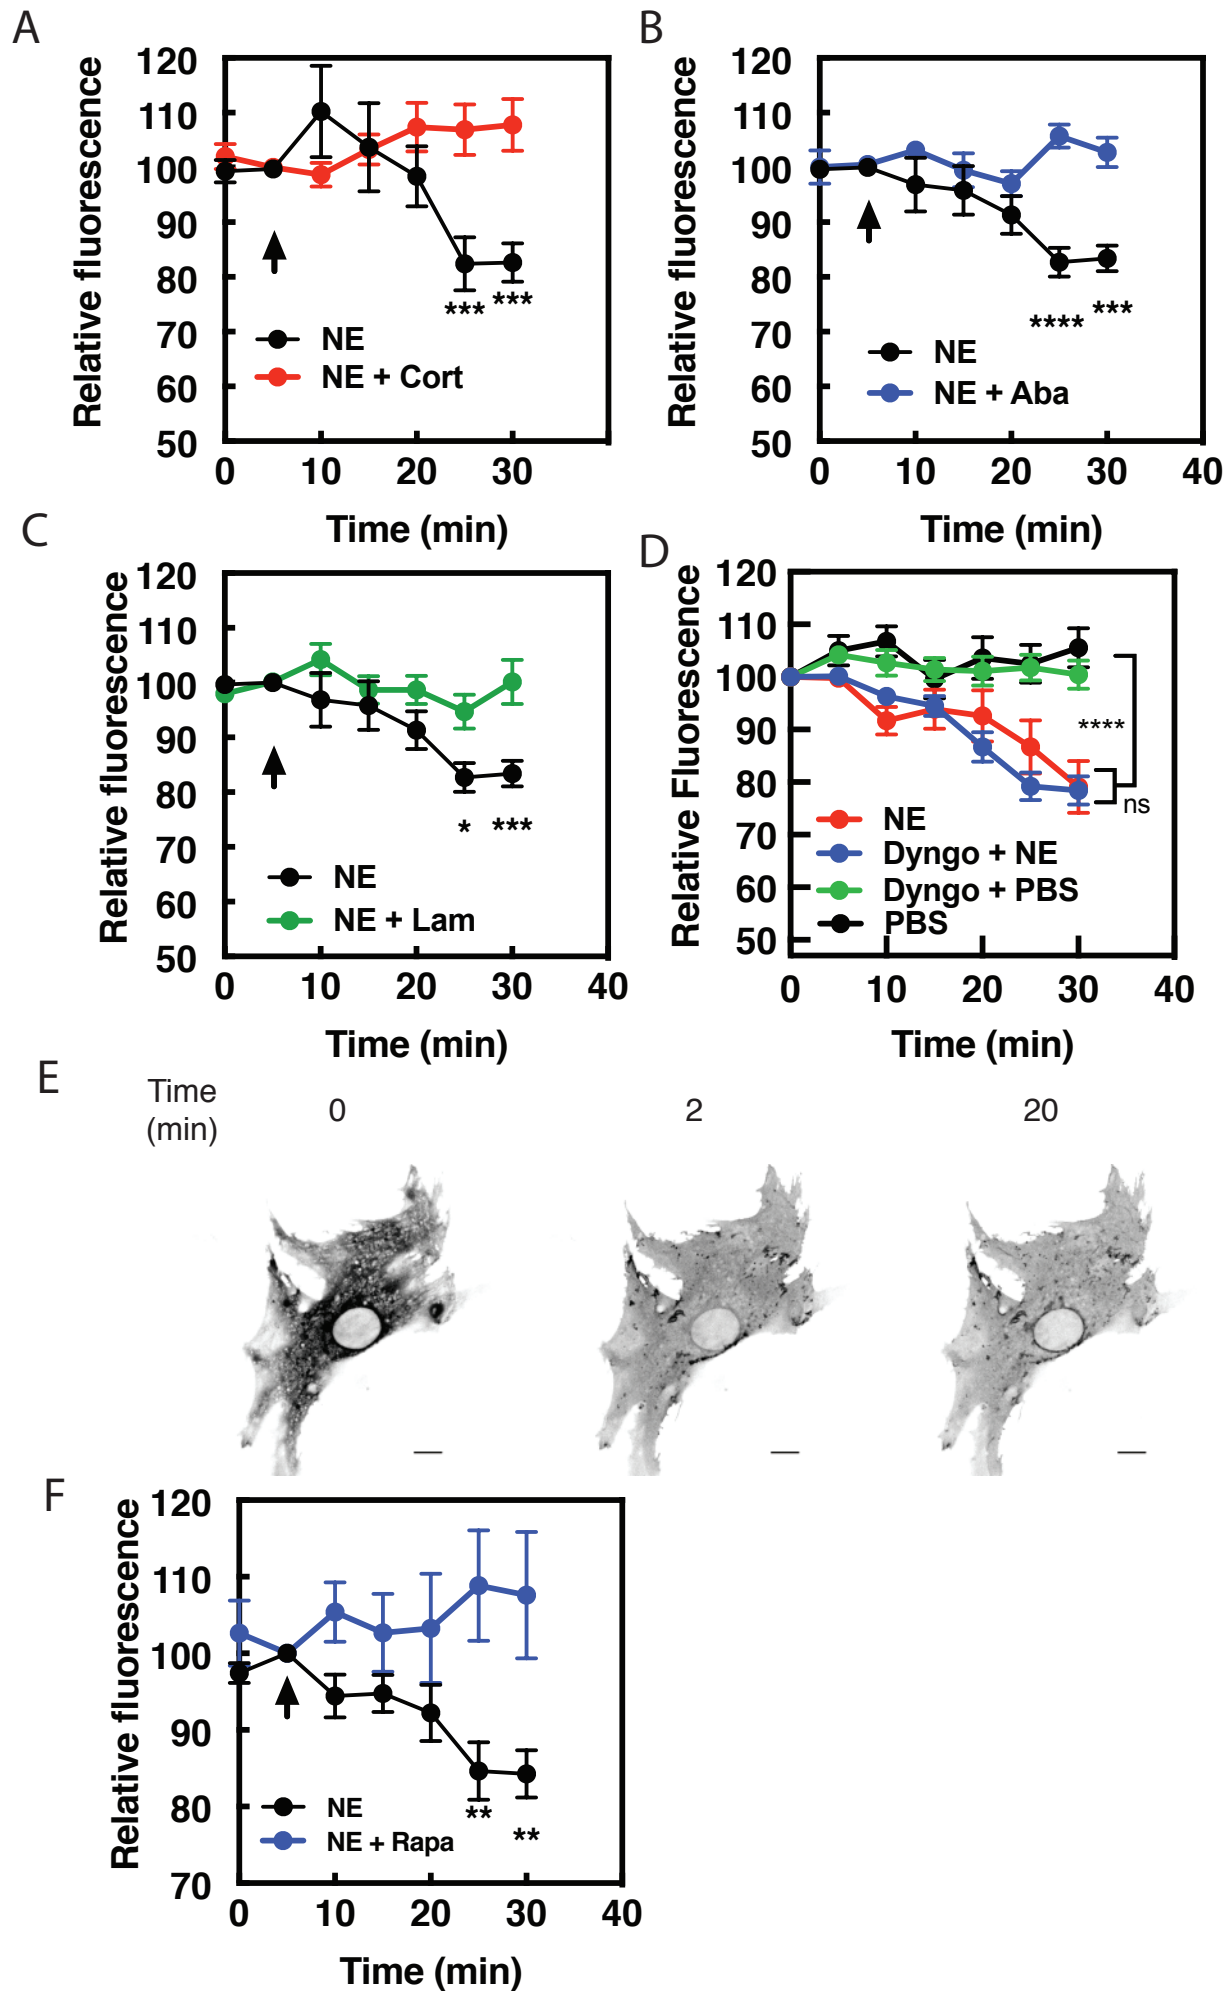 A
Relative fluorescence
120
110
100
90
80
70
60
50
*** ***
NE
NE + Cort
0 10 20 30
Time (min)
B
Relative fluorescence
120
110
100
90
80
70
60
50
**** ***
NE
NE + Aba
0 10 20 30 40
Time (min)
C
Relative fluorescence
120
110
100
90
80
70
60
50
* ***
NE
NE + Lam
0 10 20 30 40
Time (min)
D
Relative Fluorescence
120
110
100
90
80
70
60
50
****
ns
NE
Dyngo + NE
Dyngo + PBS
PBS
0 10 20 30 40
Time (min)
E
Time
(min)
0 2 20
F
Relative fluorescence
120
110
100
90
80
70
**
**
NE
NE + Rapa
0 10 20 30 40
Time (min)